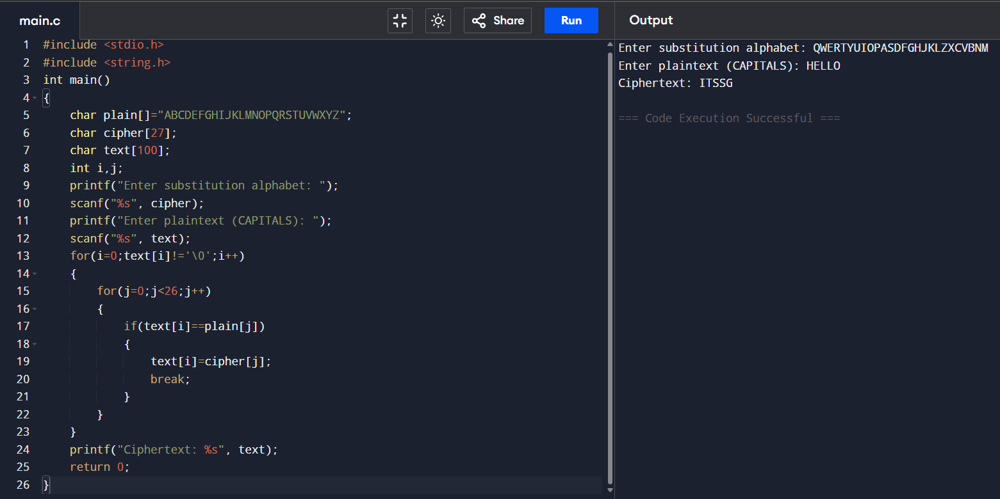 main.c
Share
Run
Output
1 #include <stdio.h>
2 #include <string.h>
3 int main()
4 {
5     char plain[]="ABCDEFGHIJKLMNOPQRSTUVWXYZ";
6     char cipher[27];
7     char text[100];
8     int i,j;
9     printf("Enter substitution alphabet: ");
10     scanf("%s", cipher);
11     printf("Enter plaintext (CAPITALS): ");
12     scanf("%s", text);
13     for(i=0;text[i]!='\0';i++)
14     {
15         for(j=0;j<26;j++)
16         {
17             if(text[i]==plain[j])
18             {
19                 text[i]=cipher[j];
20                 break;
21             }
22         }
23     }
24     printf("Ciphertext: %s", text);
25     return 0;
26 }
Enter substitution alphabet: QWERTYUIOPASDFGHJKLZXCVBNM
Enter plaintext (CAPITALS): HELLO
Ciphertext: ITSSG
=== Code Execution Successful ===